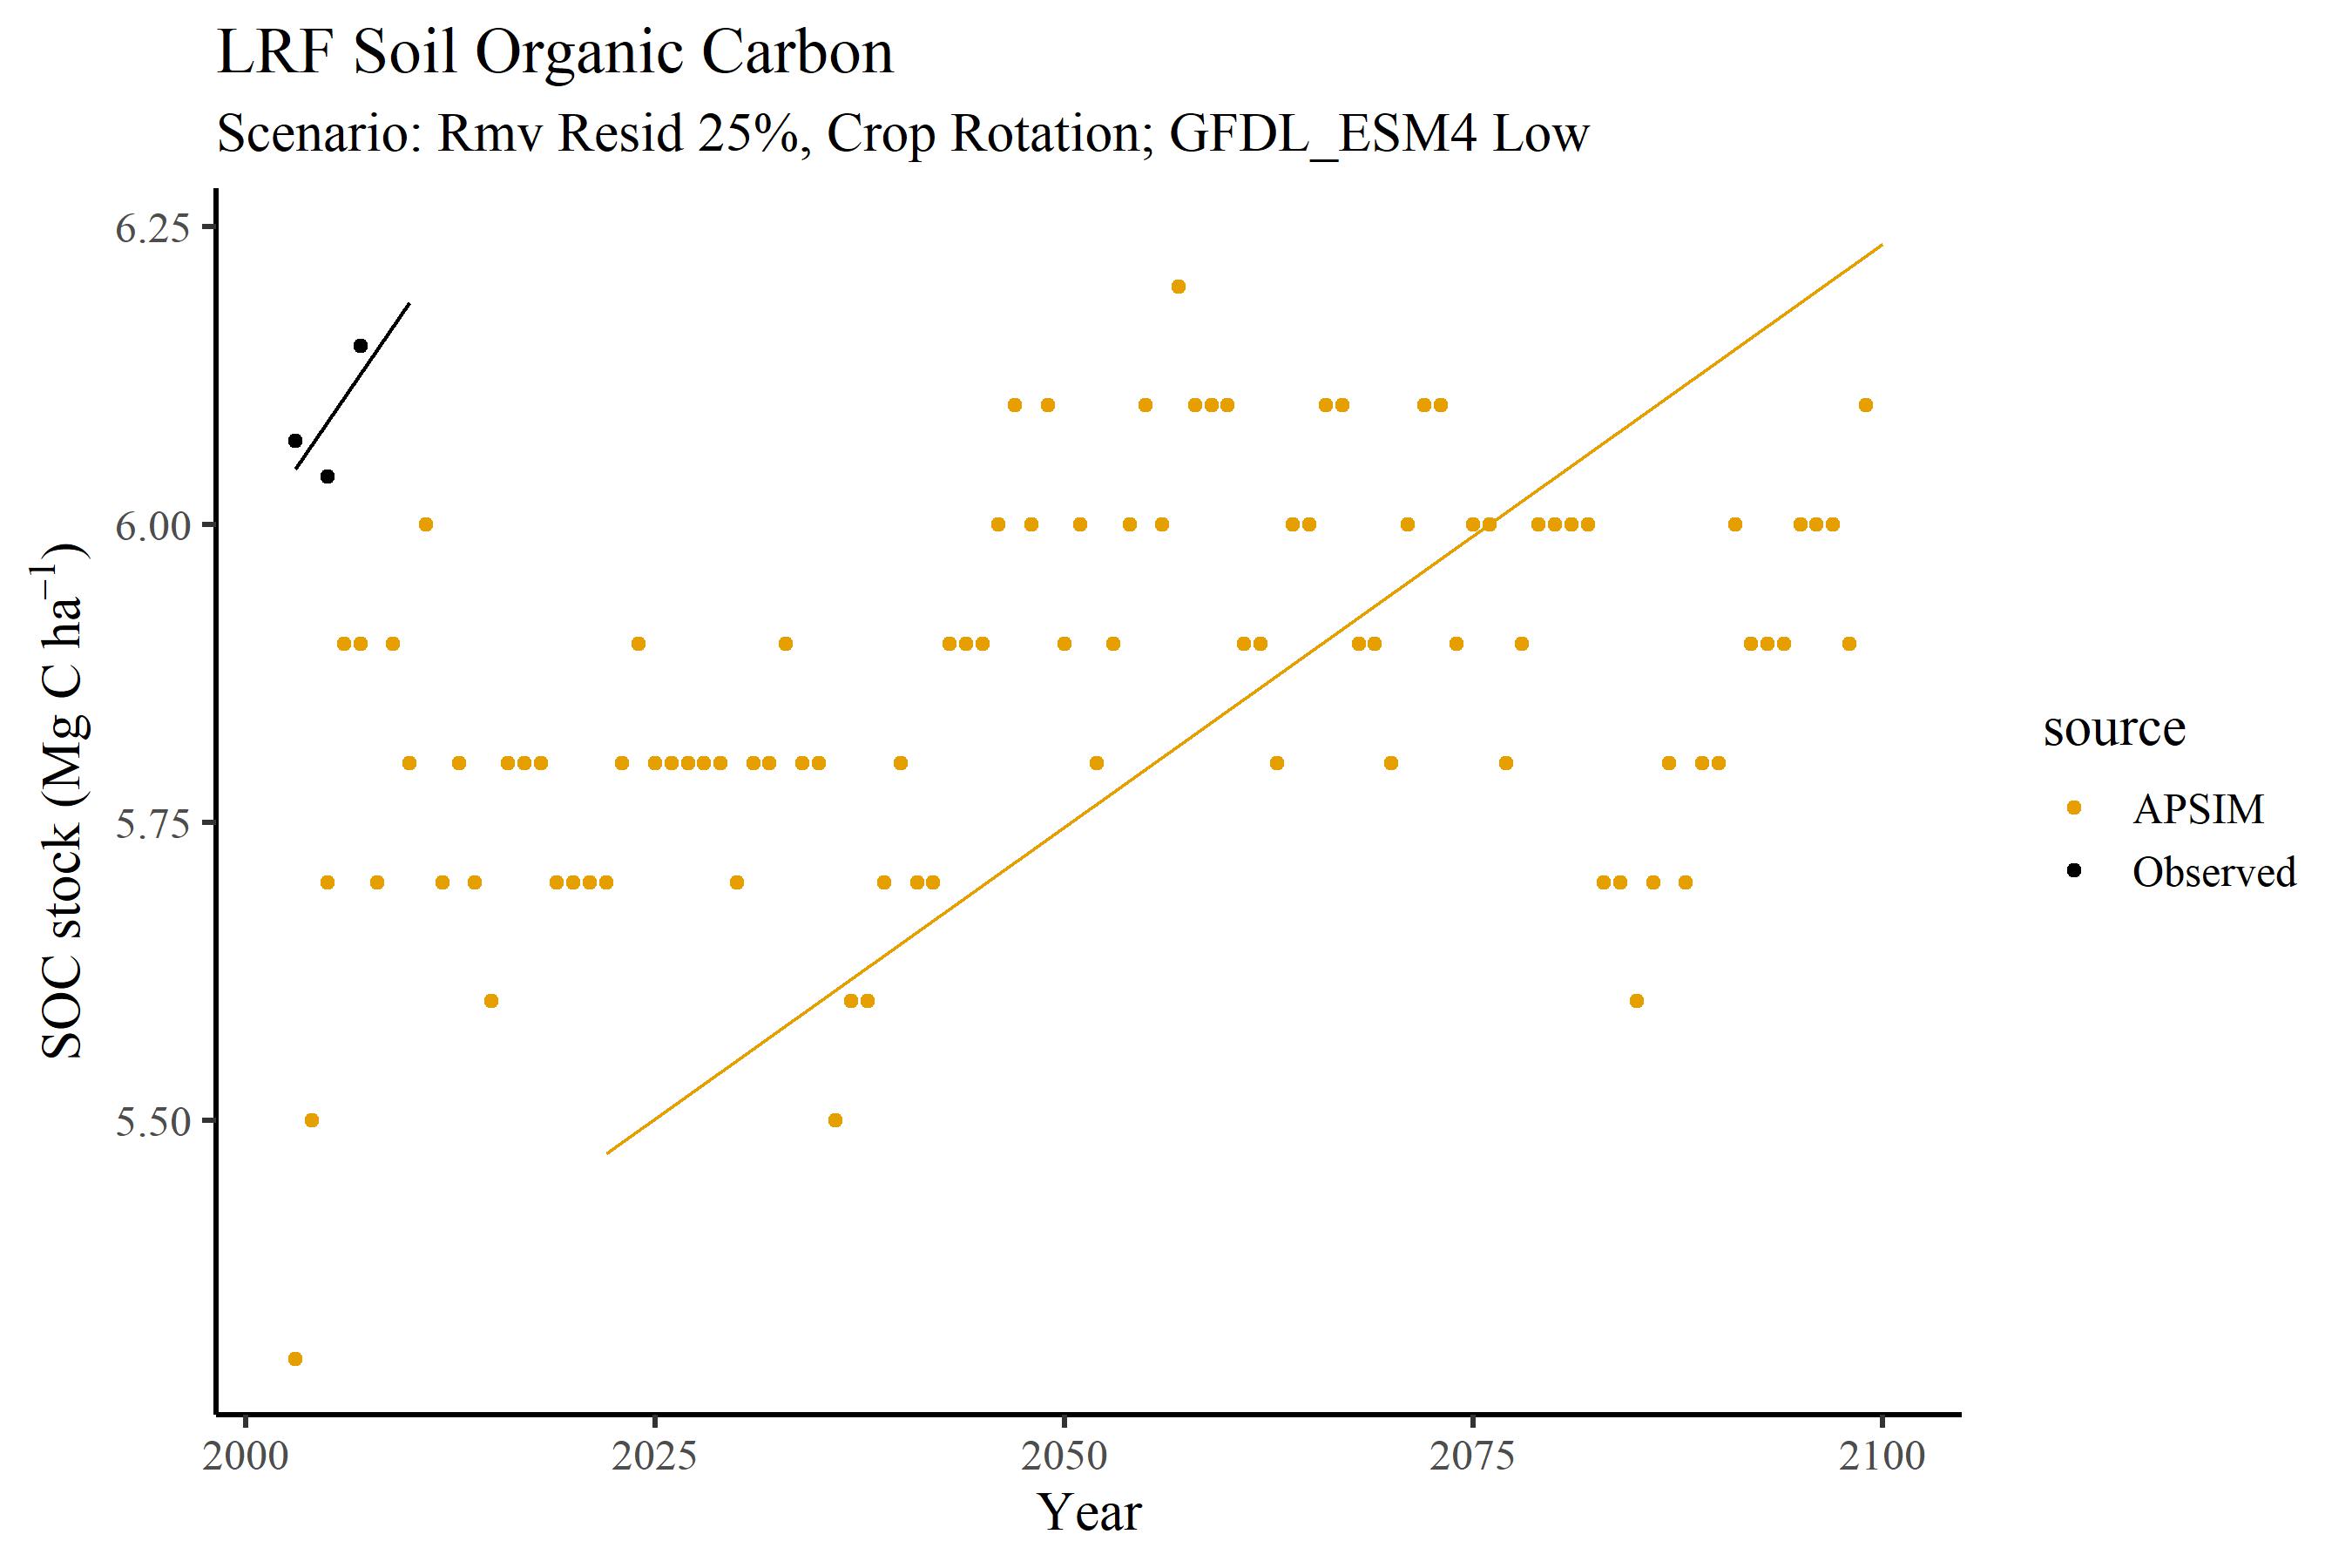 LRF Soil Organic Carbon
Scenario: Rmv Resid 25%, Crop Rotation; GFDL_ESM4 Low
SOC stock (Mg C ha⁻¹)
6.25
6.00
5.75
5.50
2000
2025
2050
2075
2100
Year
source
APSIM
Observed